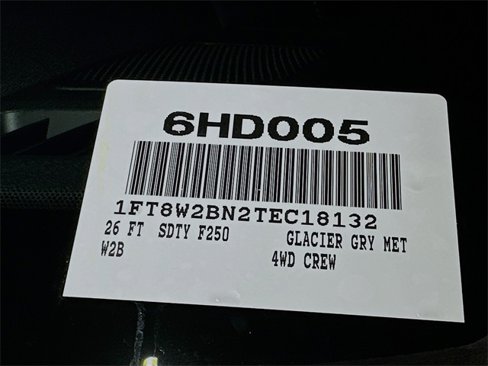 6HD005
1FT8W2BN2TEC18132
26 FT SDTY F250 GLACIER GRY MET
W2B 4WD CREW